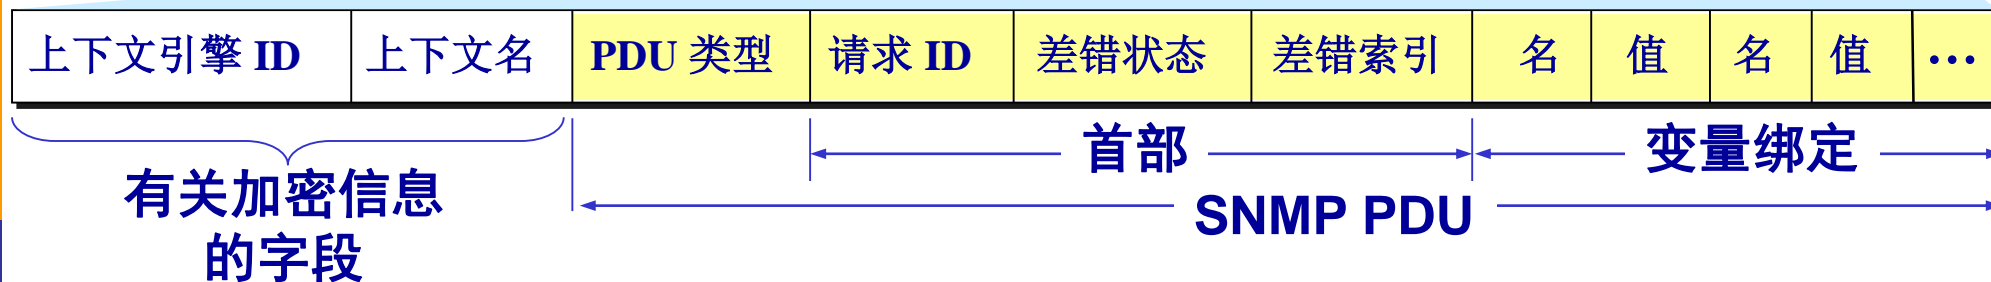 上下文引擎 ID 上下文名 PDU 类型 请求 ID 差错状态 差错索引 名 值 名 值 …
首部 变量绑定
有关加密信息
的字段
SNMP PDU